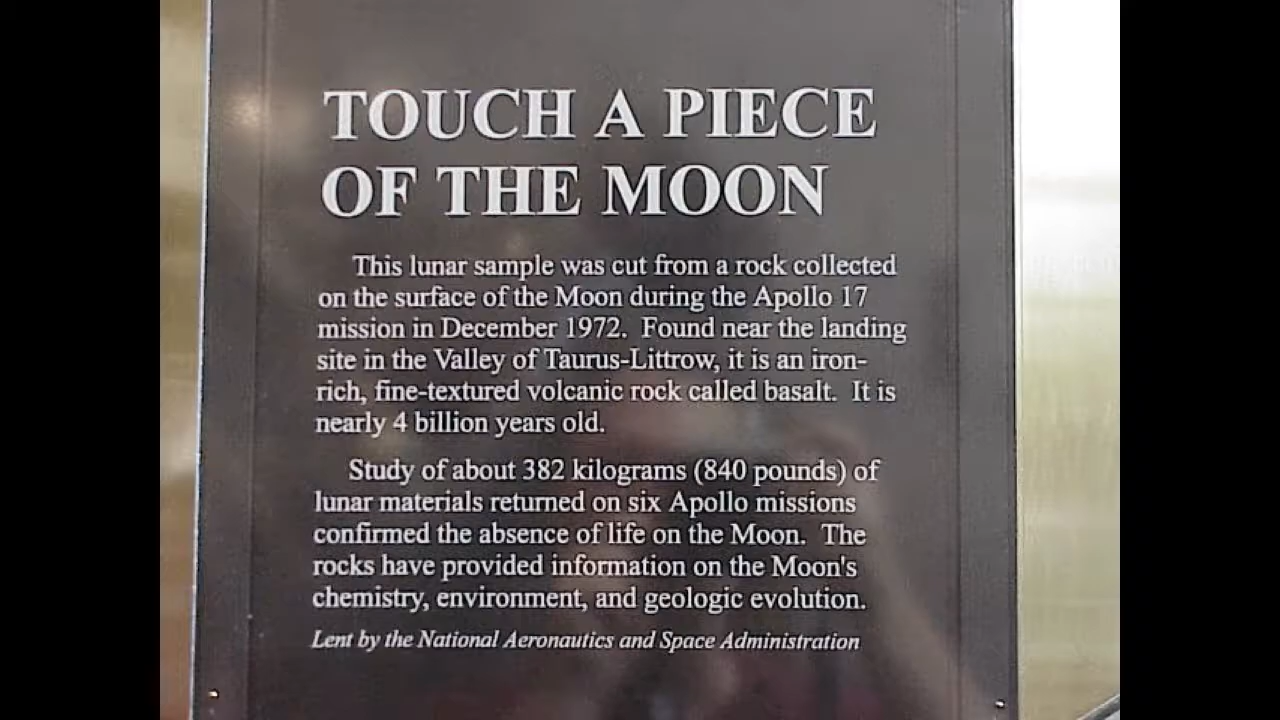 TOUCH A PIECE
OF THE MOON
This lunar sample was cut from a rock collected
on the surface of the Moon during the Apollo 17
mission in December 1972.  Found near the landing
site in the Valley of Taurus-Littrow, it is an iron-
rich, fine-textured volcanic rock called basalt.  It is
nearly 4 billion years old.
Study of about 382 kilograms (840 pounds) of
lunar materials returned on six Apollo missions
confirmed the absence of life on the Moon.  The
rocks have provided information on the Moon's
chemistry, environment, and geologic evolution.
Lent by the National Aeronautics and Space Administration